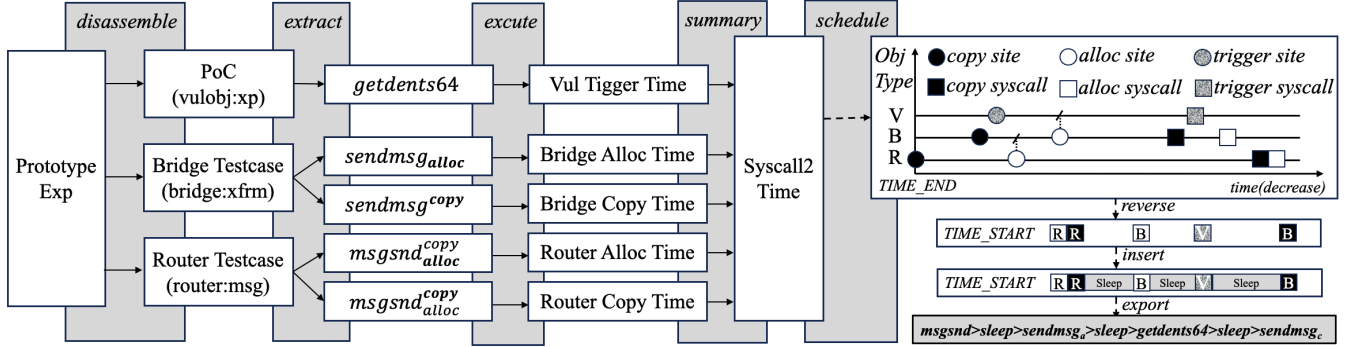 disassemble
extract
excute
summary
schedule
Prototype
Exp
PoC
(vulobj:xp)
Bridge Testcase
(bridge:xfrm)
Router Testcase
(router:msg)
getdents64
sendmsg_alloc
sendmsg^copy
msgsnd^copy_alloc
msgsnd^copy_alloc
Vul Tigger Time
Bridge Alloc Time
Bridge Copy Time
Router Alloc Time
Router Copy Time
Syscall2
Time
Obj
Type
copy site
alloc site
trigger site
copy syscall
alloc syscall
trigger syscall
V
B
R
TIME_END
time(decrease)
reverse
TIME_START
R R B V B
insert
TIME_START
R R Sleep B Sleep V Sleep B
export
msgsnd>sleep>sendmsg_a>sleep>getdents64>sleep>sendmsg_c